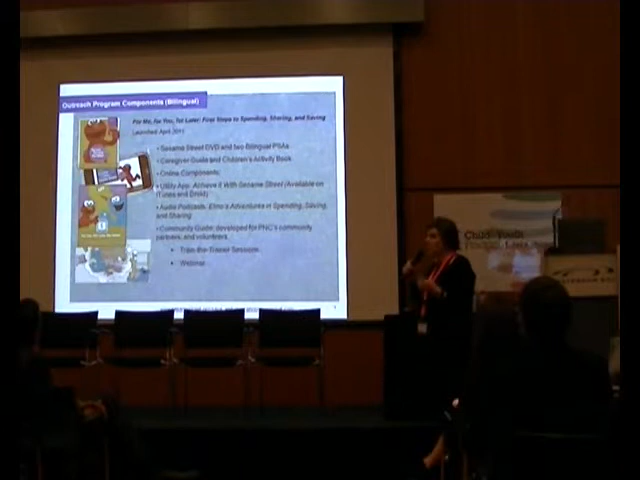 Outreach Program Components (Bilingual)
For Me, For You, For Later: First Steps to Spending, Sharing, and Saving
Launched April 2011
• Sesame Street DVD and two Bilingual PSAs
• Caregiver Guide and Children's Activity Book
• Online Components:
• Utility App: Achieve It With Sesame Street (Available on
iTunes and Droid)
• Audio Podcasts: Elmo's Adventures in Spending, Saving,
and Sharing
• Community Guide: developed for PNC's community
partners, and volunteers.
• Train-the-Trainer Sessions
• Webinar
Child Youth